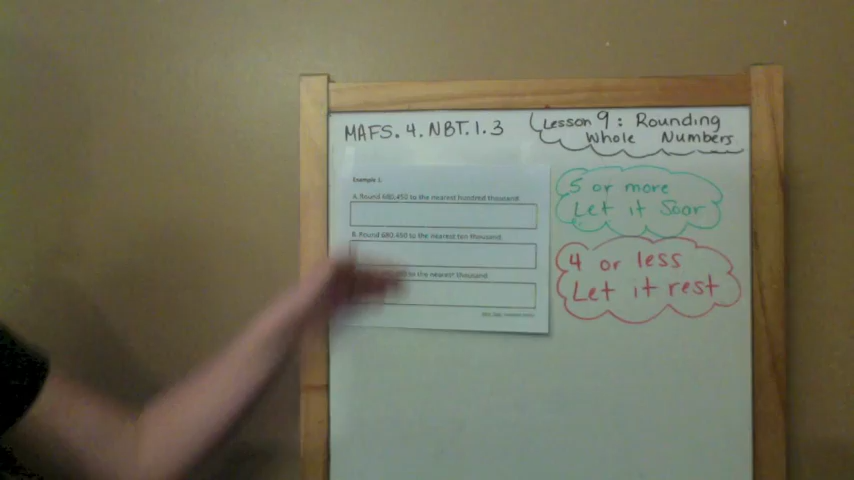 MAFS.4.NBT.1.3
Lesson 9: Rounding
Whole Numbers
Example 1.
A. Round 680,450 to the nearest hundred thousand
B. Round 680,450 to the nearest ten thousand
to the nearest thousand
5 or more
Let it Soar
4 or less
Let it rest